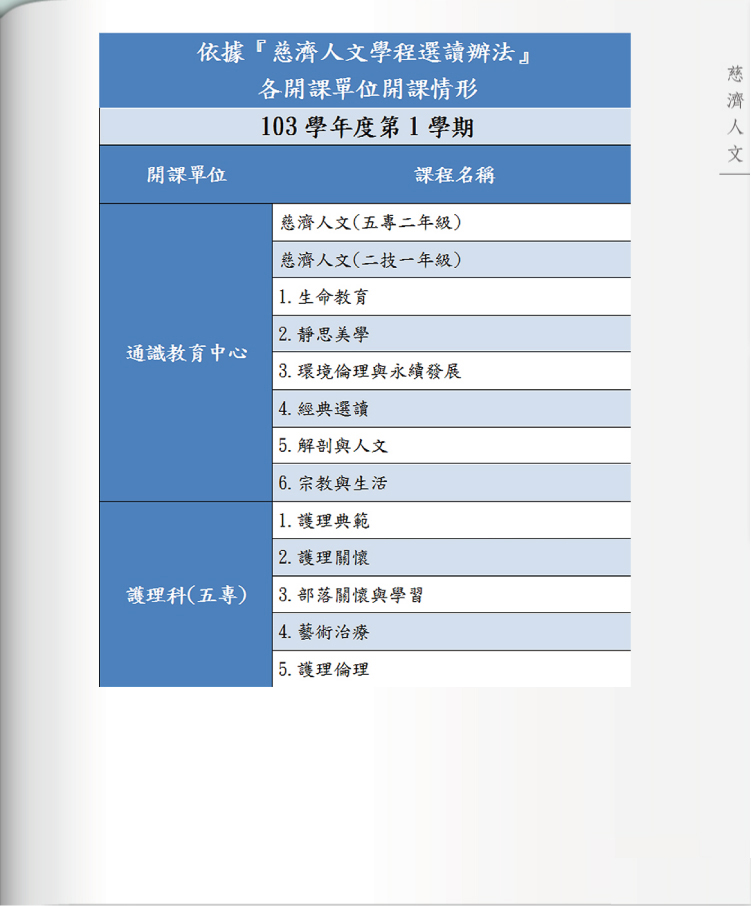 依據『慈濟人文學程選讀辦法』
各開課單位開課情形
103 學年度第 1 學期
開課單位
課程名稱
通識教育中心
慈濟人文(五專二年級)
慈濟人文(二技一年級)
1. 生命教育
2. 靜思美學
3. 環境倫理與永續發展
4. 經典選讀
5. 解剖與人文
6. 宗教與生活
護理科(五專)
1. 護理典範
2. 護理關懷
3. 部落關懷與學習
4. 藝術治療
5. 護理倫理
慈濟人文